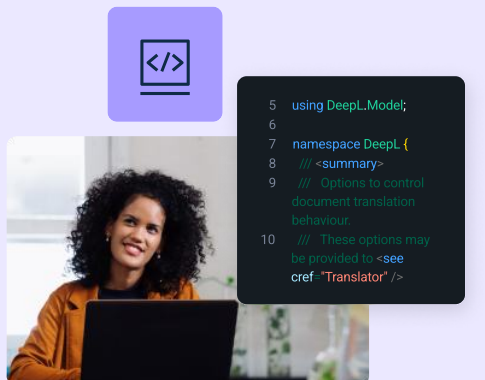 </>
5 using DeepL.Model;
6
7 namespace DeepL {
8 /// <summary>
9 /// Options to control
document translation
behaviour.
10 /// These options may
be provided to <see
cref="Translator" />